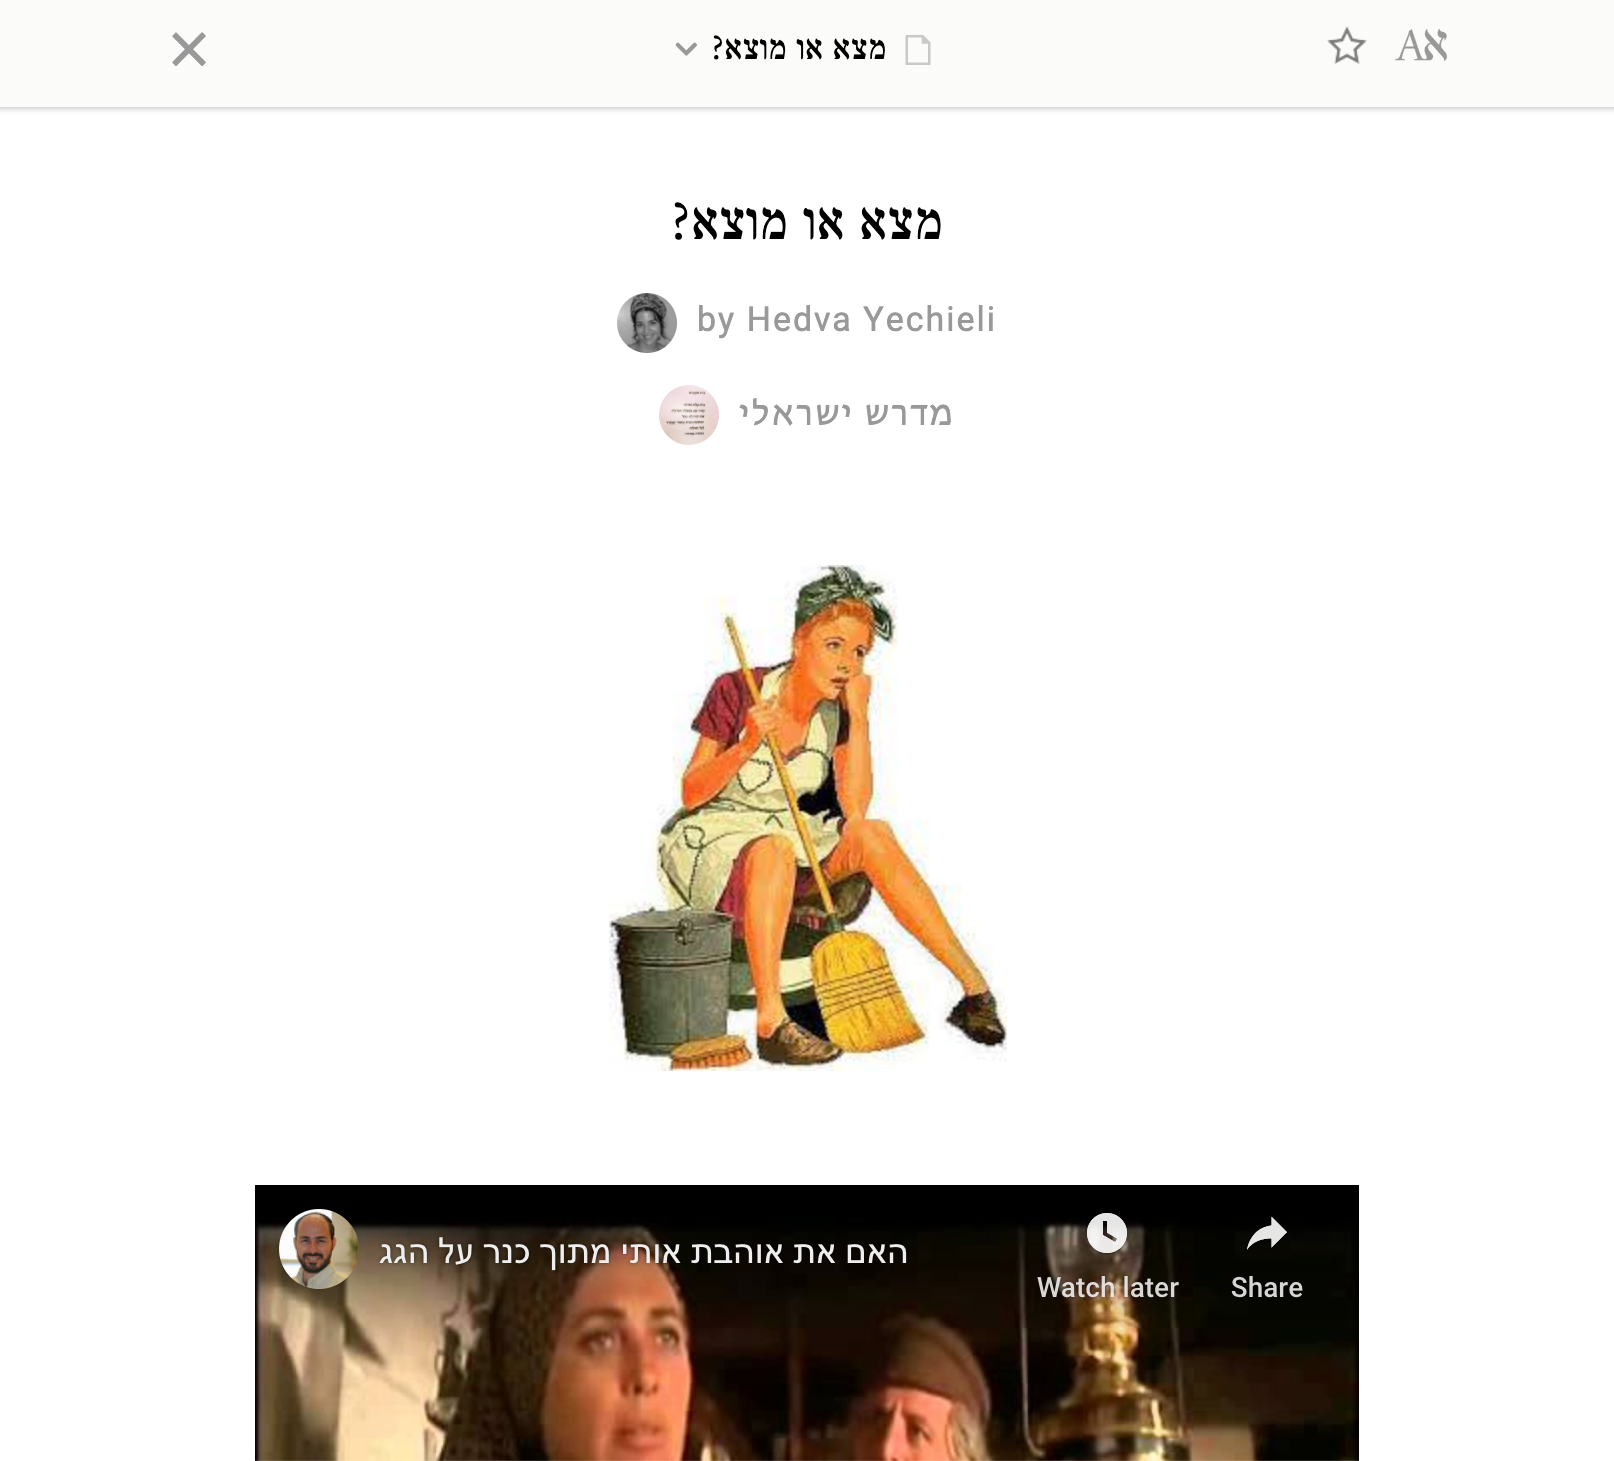 מצא או מוצא?
אA
מצא או מוצא?
by Hedva Yechieli
מדרש ישראלי
האם את אוהבת אותי מתוך כנר על הגג
Watch later
Share